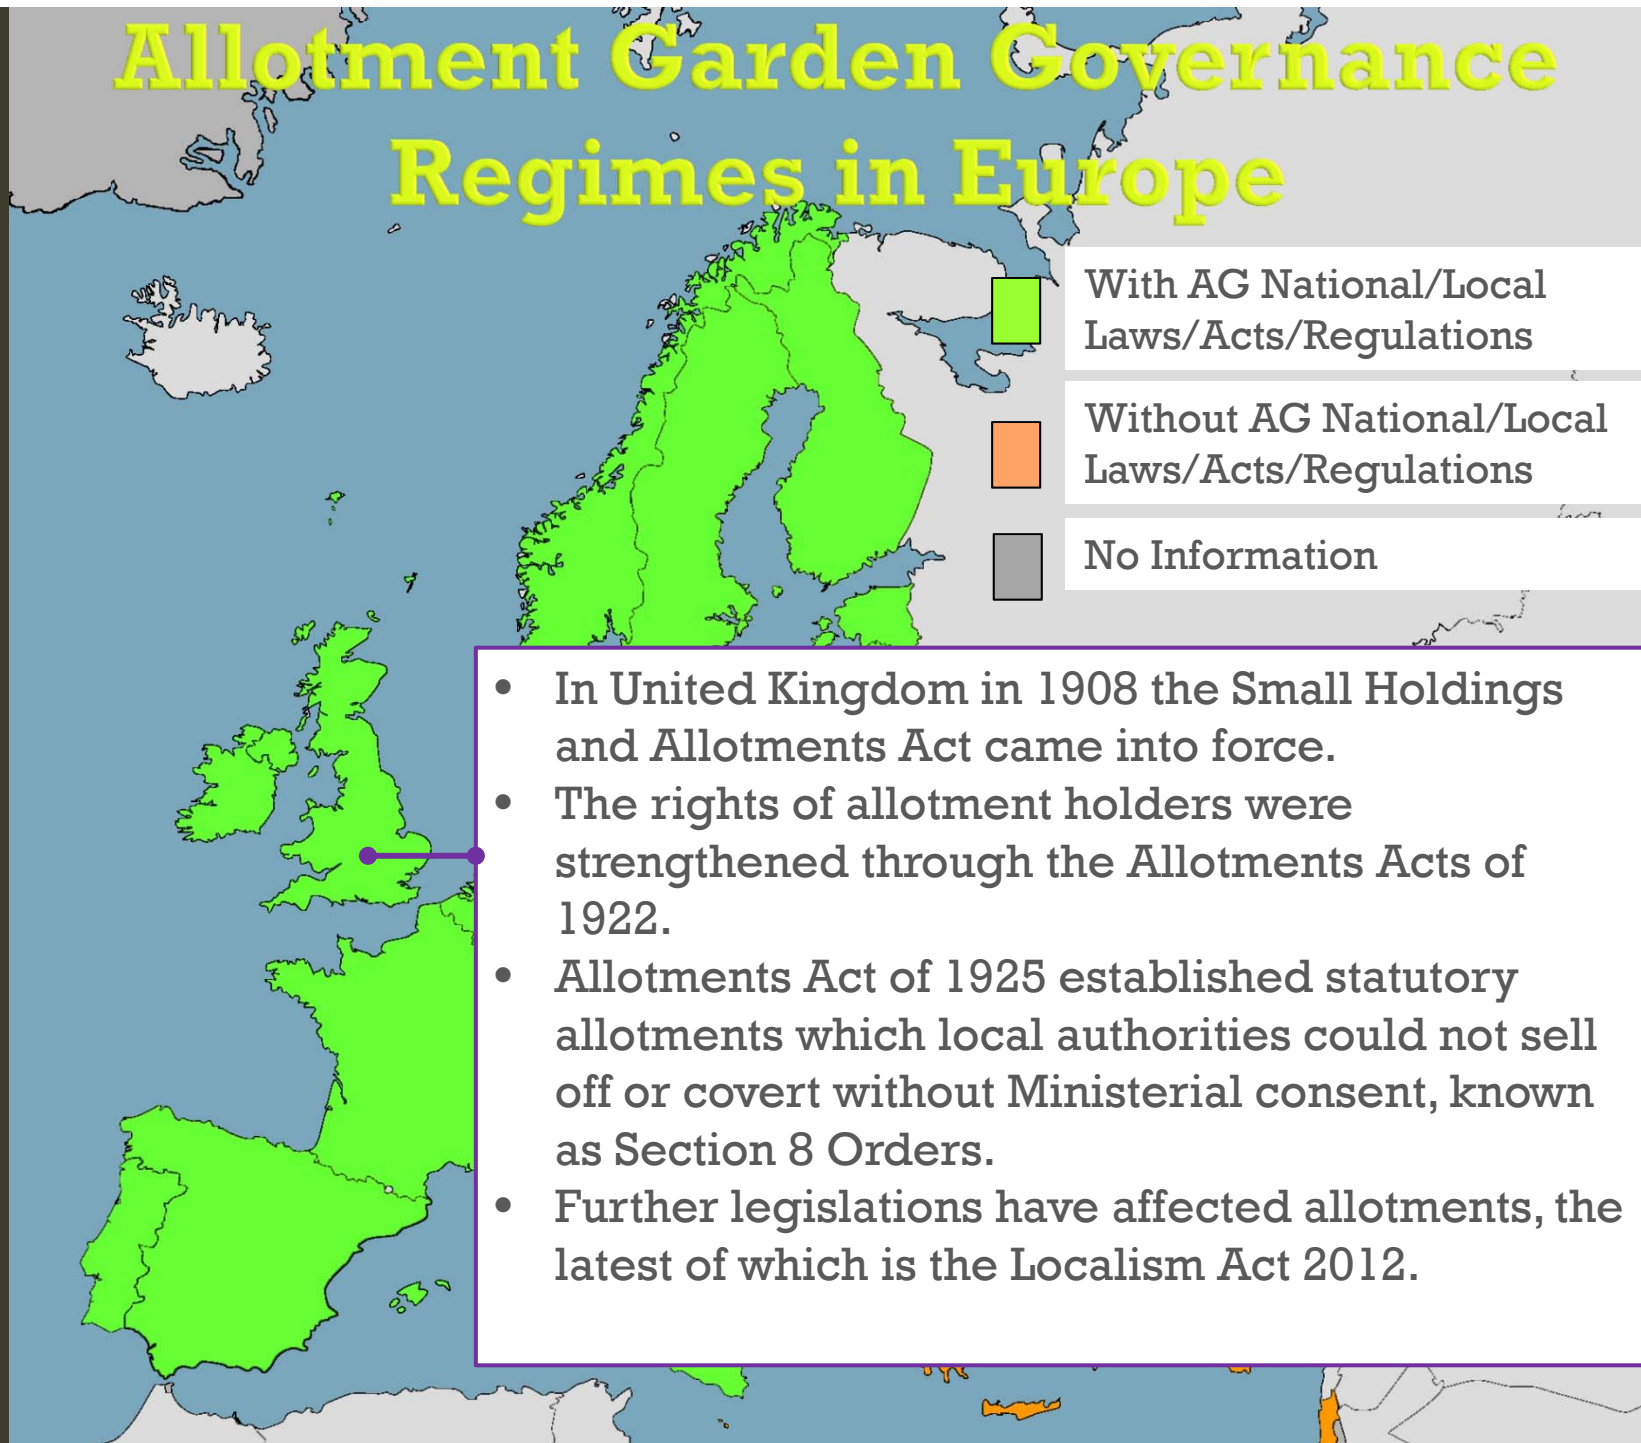 Allotment Garden Governance
Regimes in Europe
With AG National/Local
Laws/Acts/Regulations
Without AG National/Local
Laws/Acts/Regulations
No Information
• In United Kingdom in 1908 the Small Holdings
and Allotments Act came into force.
• The rights of allotment holders were
strengthened through the Allotments Acts of
1922.
• Allotments Act of 1925 established statutory
allotments which local authorities could not sell
off or covert without Ministerial consent, known
as Section 8 Orders.
• Further legislations have affected allotments, the
latest of which is the Localism Act 2012.